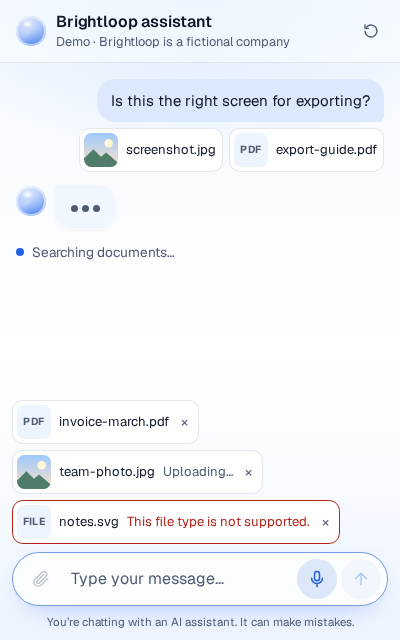 Brightloop assistant
Demo · Brightloop is a fictional company
Is this the right screen for exporting?
screenshot.jpg
PDF export-guide.pdf
Searching documents…
PDF invoice-march.pdf ×
team-photo.jpg Uploading… ×
FILE notes.svg This file type is not supported. ×
Type your message...
You’re chatting with an AI assistant. It can make mistakes.